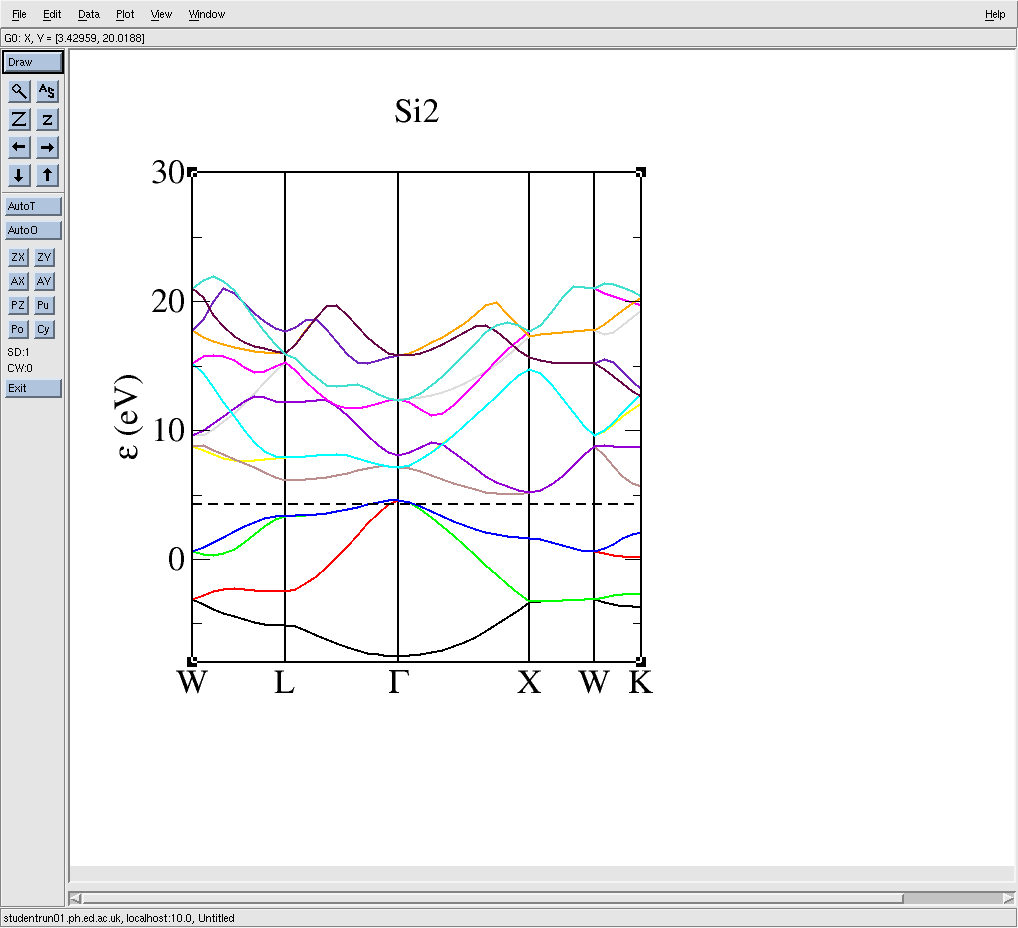 File Edit Data Plot View Window Help
G0: X, Y = [3.42959, 20.0188]
Draw
AS
Z z
AutoT
AutoO
ZX ZY
AX AY
PZ Pu
Po Cy
SD:1
CW:0
Exit
Si2
30
20
10
0
ε (eV)
W L Γ X W K
studentrun01.ph.ed.ac.uk, localhost:10.0, Untitled